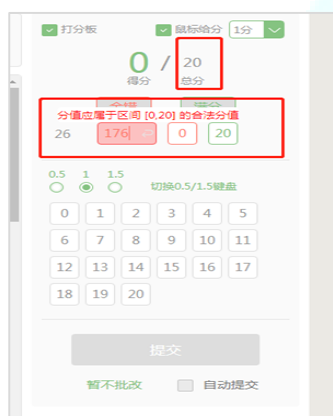 打分板 鼠标给分 1分
0 / 20
得分 总分
全错 满分
分值应属于区间 [0,20] 的合法分值
26 176 0 20
0.5 1 1.5
切换0.5/1.5键盘
0 1 2 3 4 5
6 7 8 9 10 11
12 13 14 15 16 17
18 19 20
提交
暂不批改 自动提交